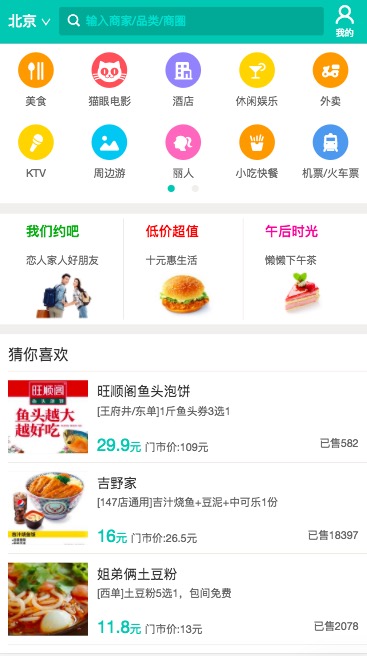 北京
输入商家/品类/商圈
我的
美食
猫眼电影
酒店
休闲娱乐
外卖
KTV
周边游
丽人
小吃快餐
机票/火车票
我们约吧
低价超值
午后时光
恋人家人好朋友
十元惠生活
懒懒下午茶
猜你喜欢
旺顺阁
鱼头泡饼
鱼头越大
越好吃
旺顺阁鱼头泡饼
[王府井/东单]1斤鱼头券3选1
29.9元 门市价:109元
已售582
吉野家
[147店通用]吉汁烧鱼+豆泥+中可乐1份
16元 门市价:26.5元
已售18397
姐弟俩土豆粉
[西单]土豆粉5选1，包间免费
11.8元 门市价:13元
已售2078